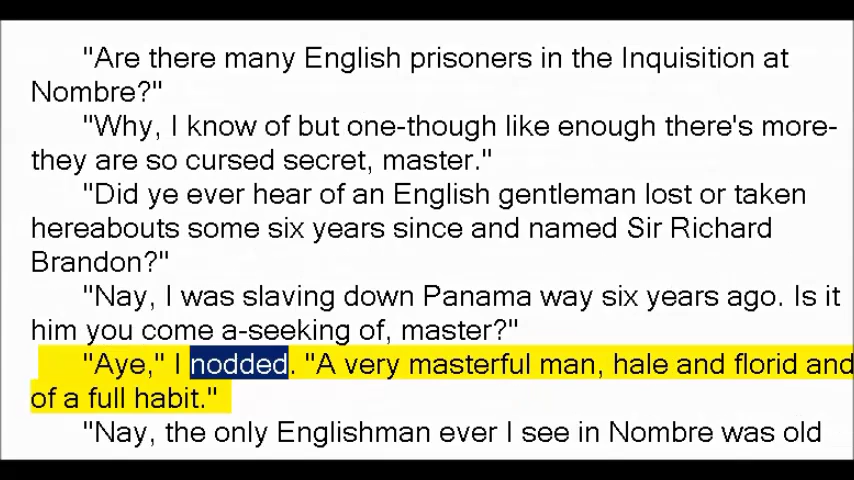 "Are there many English prisoners in the Inquisition at
Nombre?"
"Why, I know of but one-though like enough there's more-
they are so cursed secret, master."
"Did ye ever hear of an English gentleman lost or taken
hereabouts some six years since and named Sir Richard
Brandon?"
"Nay, I was slaving down Panama way six years ago. Is it
him you come a-seeking of, master?"
"Aye," I nodded. "A very masterful man, hale and florid and
of a full habit."
"Nay, the only Englishman ever I see in Nombre was old